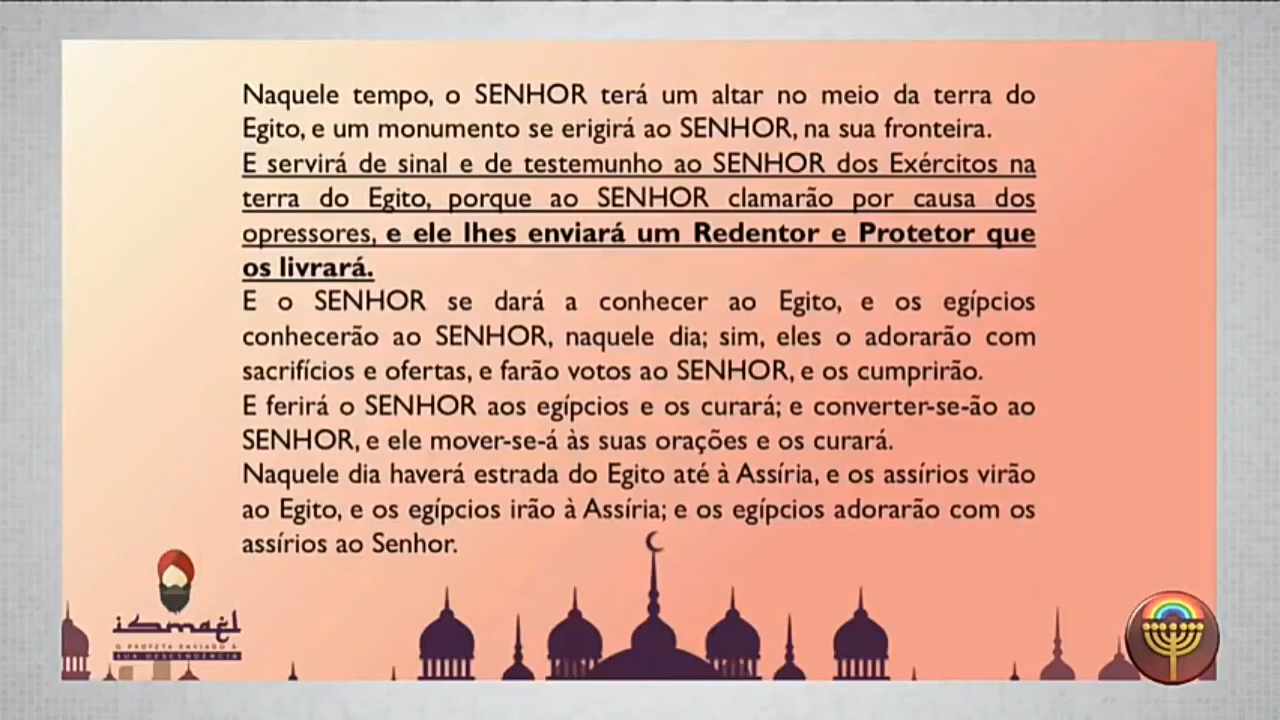 Naquele tempo, o SENHOR terá um altar no meio da terra do
Egito, e um monumento se erigirá ao SENHOR, na sua fronteira.
E servirá de sinal e de testemunho ao SENHOR dos Exércitos na
terra do Egito, porque ao SENHOR clamarão por causa dos
opressores, e ele lhes enviará um Redentor e Protetor que
os livrará.
E o SENHOR se dará a conhecer ao Egito, e os egípcios
conhecerão ao SENHOR, naquele dia; sim, eles o adorarão com
sacrifícios e ofertas, e farão votos ao SENHOR, e os cumprirão.
E ferirá o SENHOR aos egípcios e os curará; e converter-se-ão ao
SENHOR, e ele mover-se-á às suas orações e os curará.
Naquele dia haverá estrada do Egito até à Assíria, e os assírios virão
ao Egito, e os egípcios irão à Assíria; e os egípcios adorarão com os
assírios ao Senhor.
ismaël
O PROFETA ENVIADO À
SUA DESCENDÊNCIA